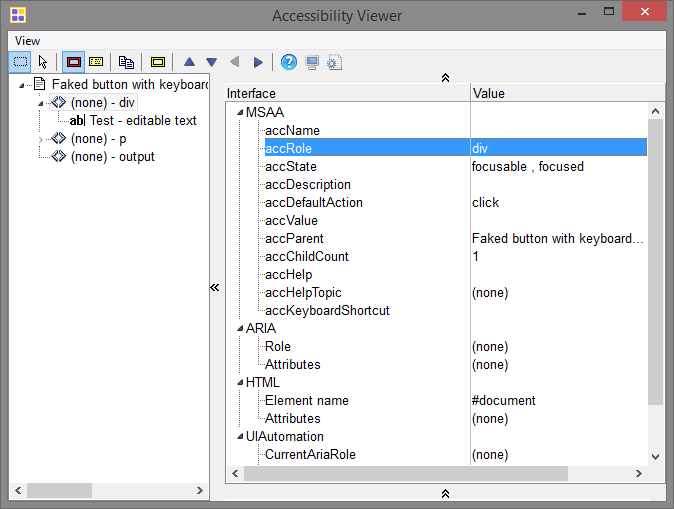 Accessibility Viewer
View
Faked button with keyboard
(none) - div
ab Test - editable text
(none) - p
(none) - output
Interface Value
MSAA
accName
accRole div
accState focusable , focused
accDescription
accDefaultAction click
accValue
accParent Faked button with keyboard...
accChildCount 1
accHelp
accHelpTopic (none)
accKeyboardShortcut
ARIA
Role (none)
Attributes (none)
HTML
Element name #document
Attributes (none)
UIAutomation
CurrentAriaRole (none)